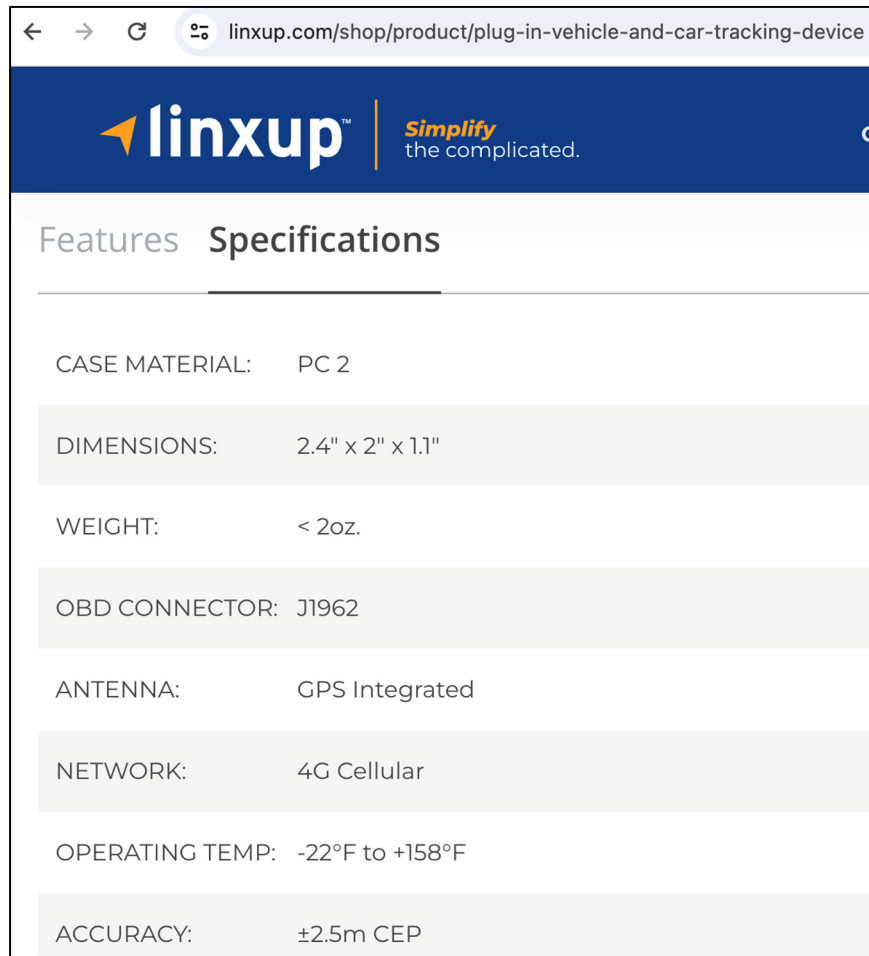 linxup.com/shop/product/plug-in-vehicle-and-car-tracking-device
linxup™
Simplify
the complicated.
Features Specifications
CASE MATERIAL: PC 2
DIMENSIONS: 2.4" x 2" x 1.1"
WEIGHT: < 2oz.
OBD CONNECTOR: J1962
ANTENNA: GPS Integrated
NETWORK: 4G Cellular
OPERATING TEMP: -22°F to +158°F
ACCURACY: ±2.5m CEP